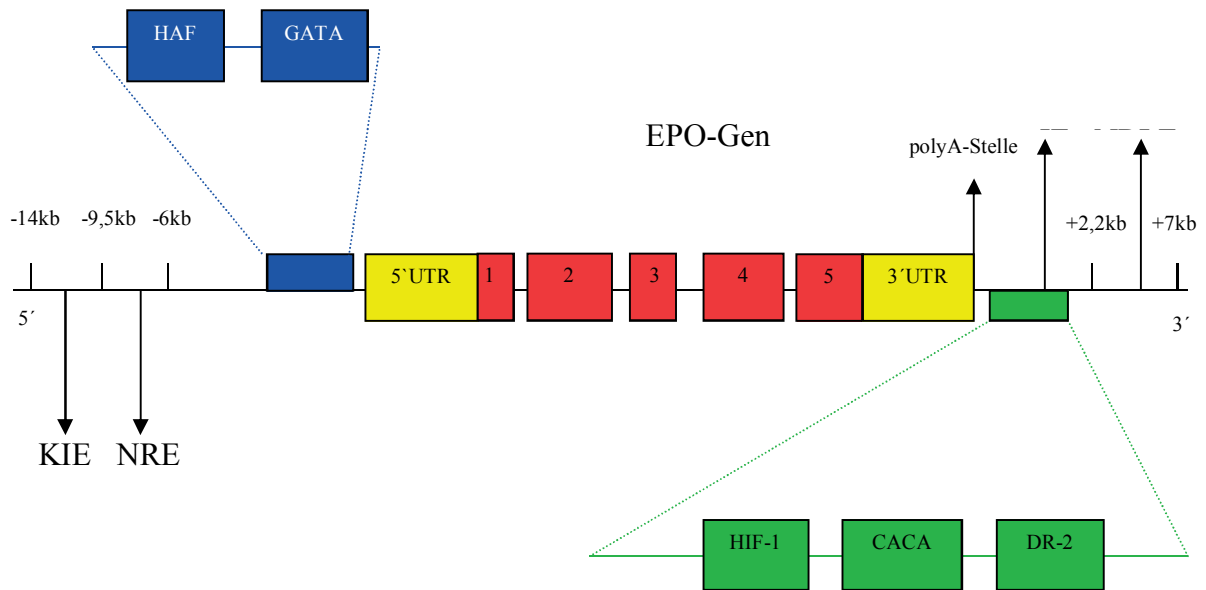 HAF GATA
EPO-Gen
polyA-Stelle
-14kb -9,5kb -6kb +2,2kb +7kb
5`UTR 1 2 3 4 5 3´UTR
5´ 3´
KIE NRE
HIF-1 CACA DR-2